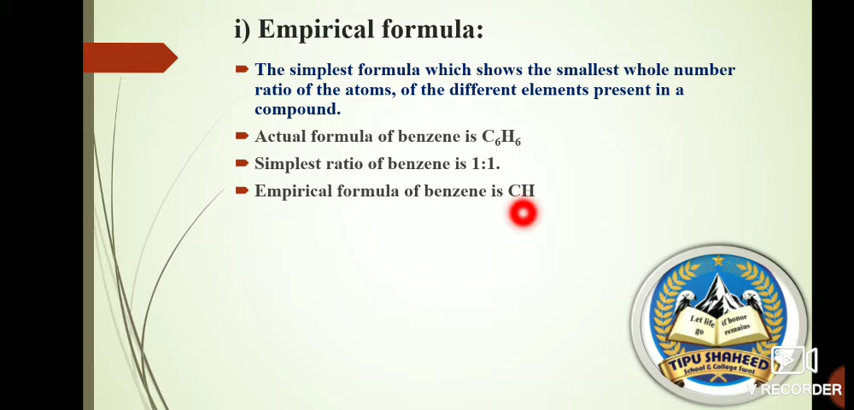 i) Empirical formula:
The simplest formula which shows the smallest whole number
ratio of the atoms, of the different elements present in a
compound.
Actual formula of benzene is C₆H₆
Simplest ratio of benzene is 1:1.
Empirical formula of benzene is CH
Let life if honor
go remains
TIPU SHAHEED
School & College Swat
V RECORDER